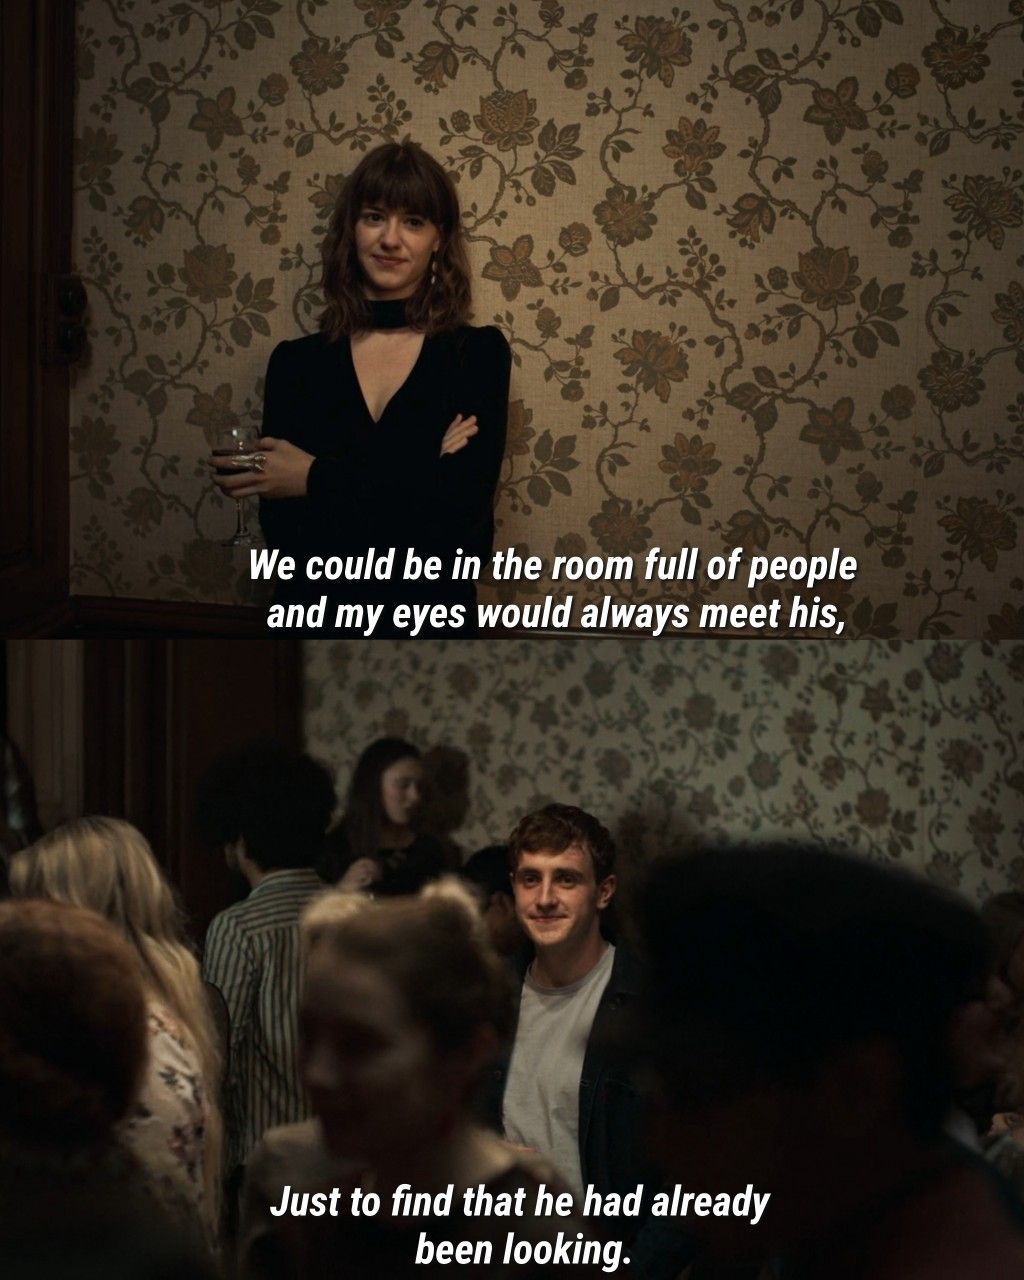 We could be in the room full of people
and my eyes would always meet his,
Just to find that he had already
been looking.